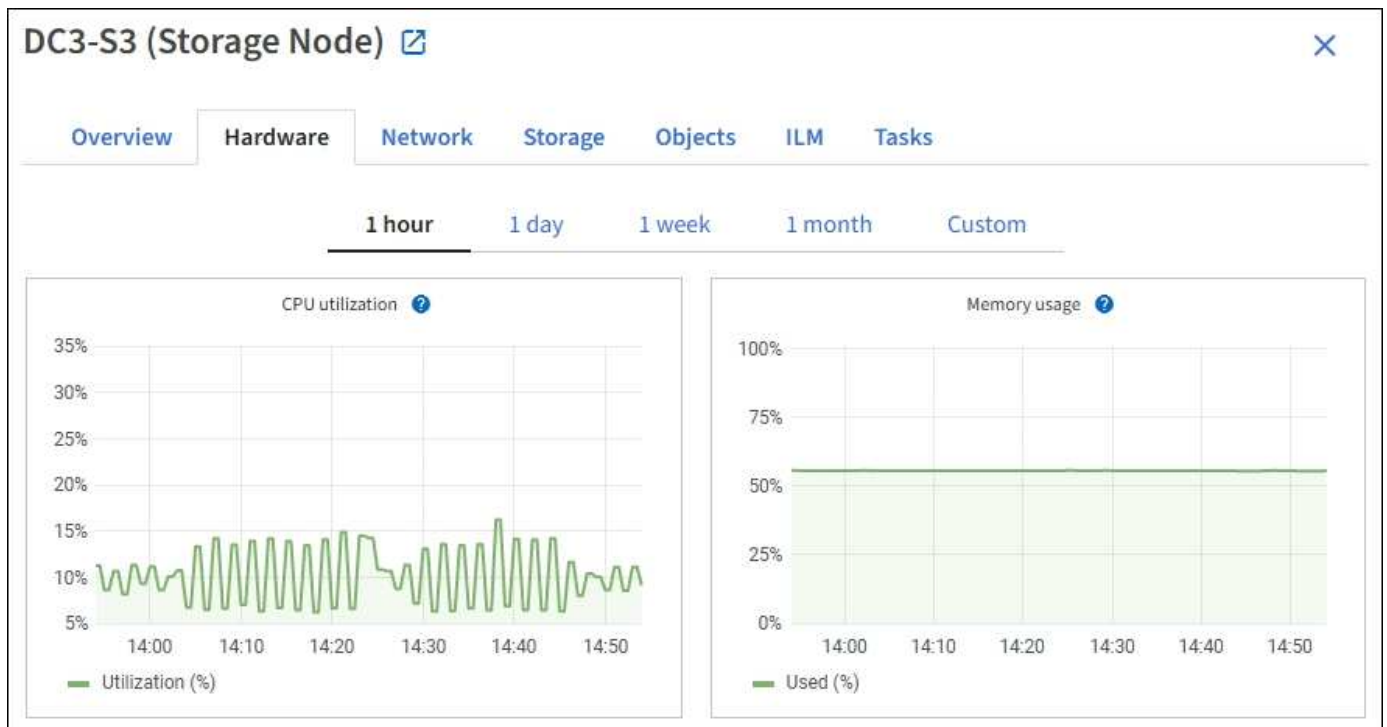 DC3-S3 (Storage Node)
Overview Hardware Network Storage Objects ILM Tasks
1 hour 1 day 1 week 1 month Custom
CPU utilization ?
35%
30%
25%
20%
15%
10%
5%
14:00 14:10 14:20 14:30 14:40 14:50
Utilization (%)
Memory usage ?
100%
75%
50%
25%
0%
14:00 14:10 14:20 14:30 14:40 14:50
Used (%)